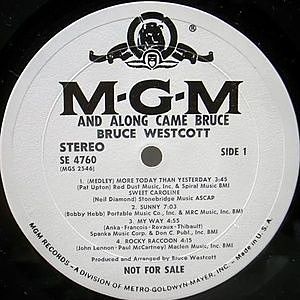 M-G-M
AND ALONG CAME BRUCE
BRUCE WESTCOTT
STEREO
SE 4760
(MGS 2546)
SIDE 1
1. (MEDLEY) MORE TODAY THAN YESTERDAY 3:45
(Pat Upton) Red Dust Music, Inc. & Spiral Music BMI
SWEET CAROLINE
(Neil Diamond) Stonebridge Music ASCAP
2. SUNNY 7:03
(Bobby Hebb) Portable Music Co., Inc. & MRC Music, Inc. BMI
3. MY WAY 4:55
(Anka-Francois-Revaux-Thibault)
Spanka Music Corp. & Don C. Publ., Inc. BMI
4. ROCKY RACCOON 4:15
(John Lennon-Paul McCartney) Maclen Music, Inc. BMI
Produced and Arranged by Bruce Westcott
NOT FOR SALE
MGM RECORDS - A DIVISION OF METRO-GOLDWYN-MAYER, INC. - Made in U.S.A.